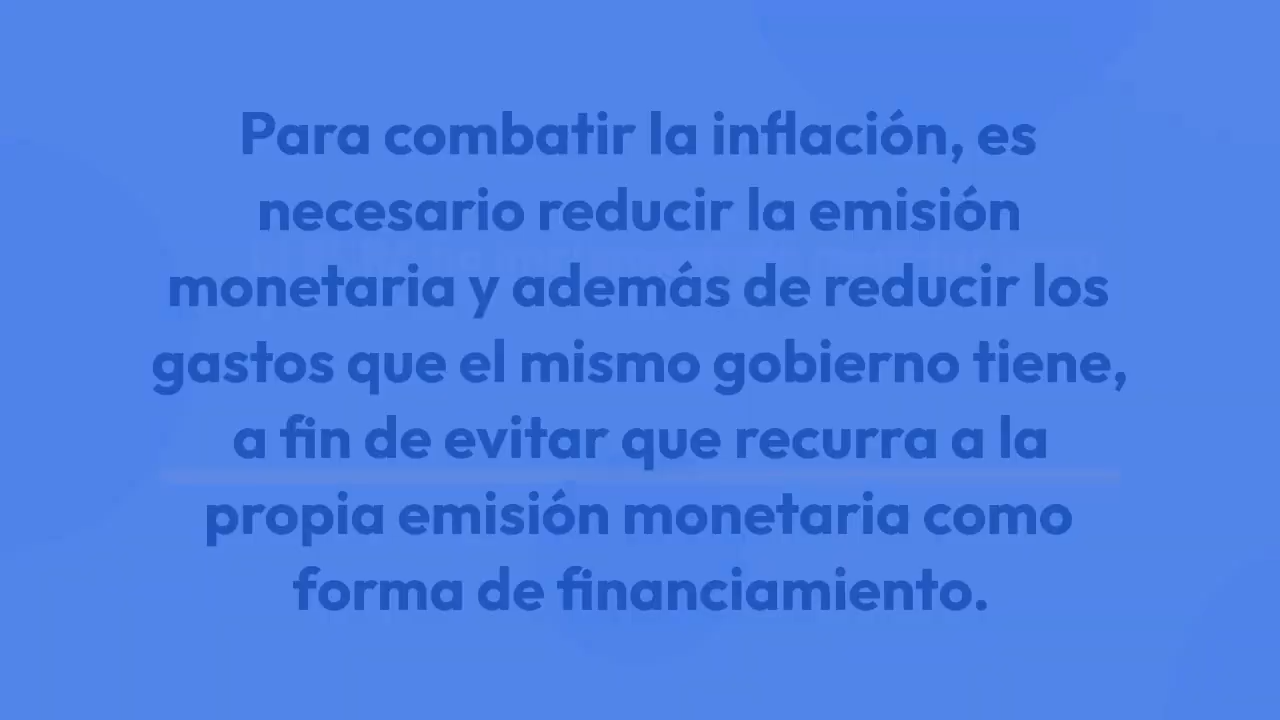 Para combatir la inflación, es
necesario reducir la emisión
monetaria y además de reducir los
gastos que el mismo gobierno tiene,
a fin de evitar que recurra a la
propia emisión monetaria como
forma de financiamiento.